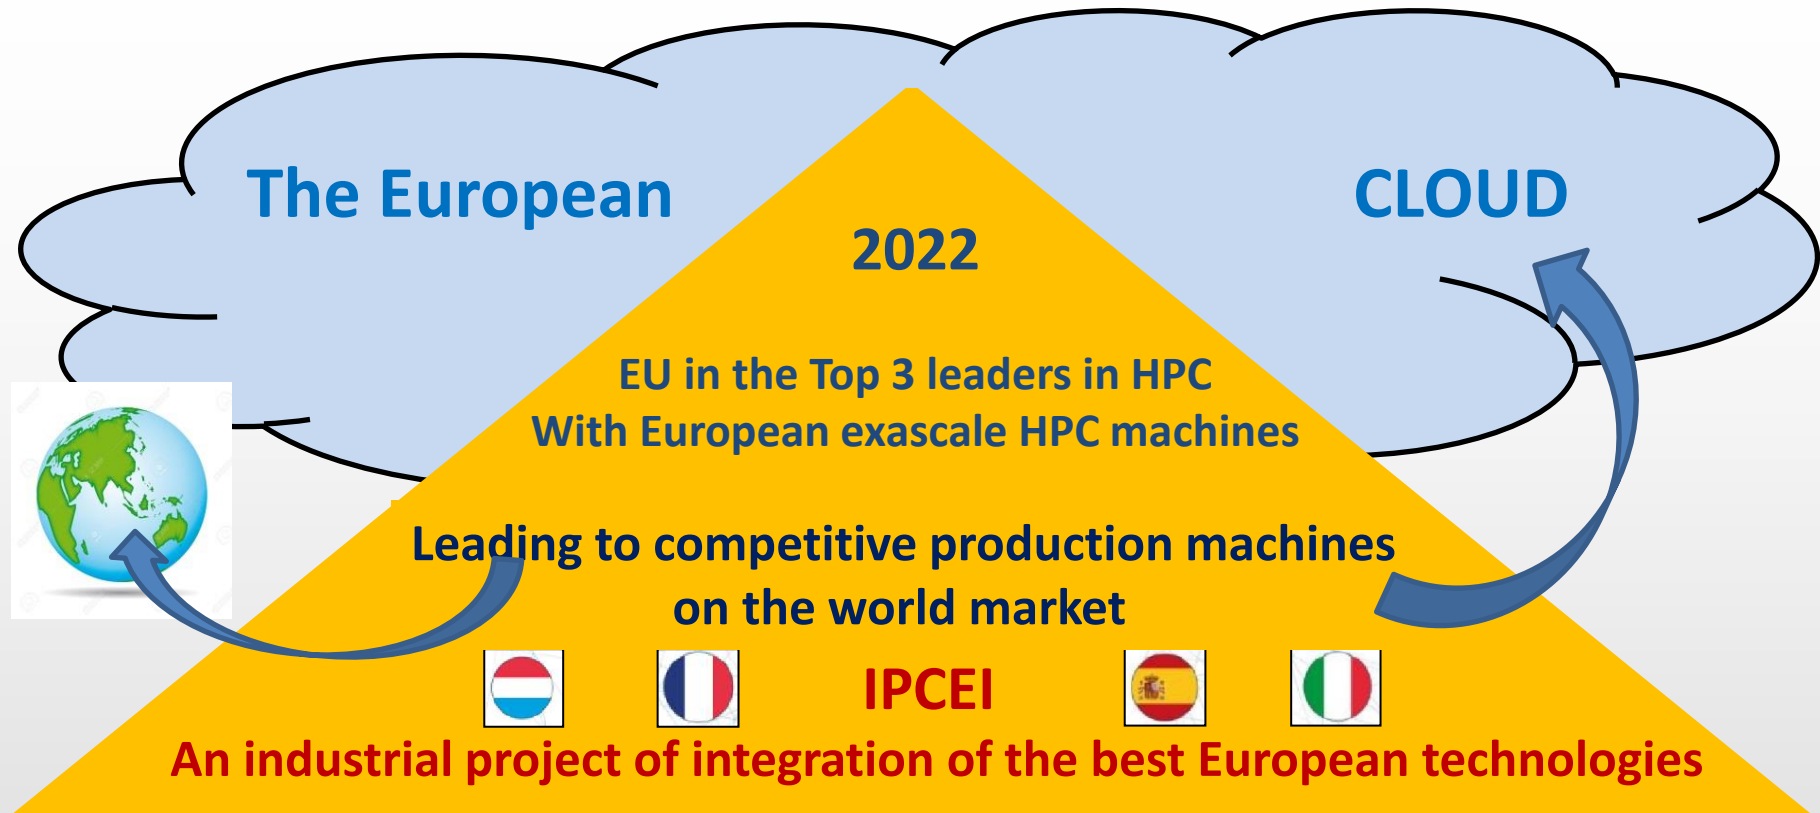 The European
CLOUD
2022
EU in the Top 3 leaders in HPC
With European exascale HPC machines
Leading to competitive production machines
on the world market
IPCEI
An industrial project of integration of the best European technologies